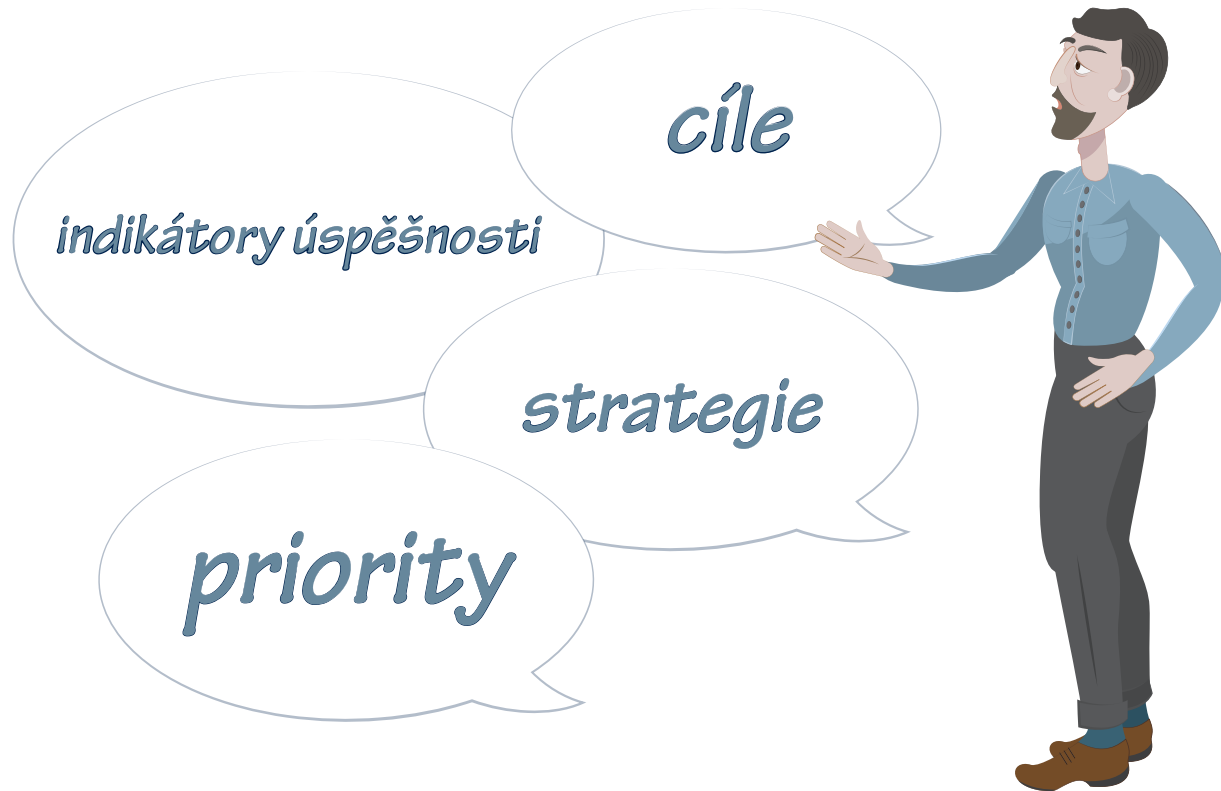 cíle
indikátory úspěšnosti
strategie
priority